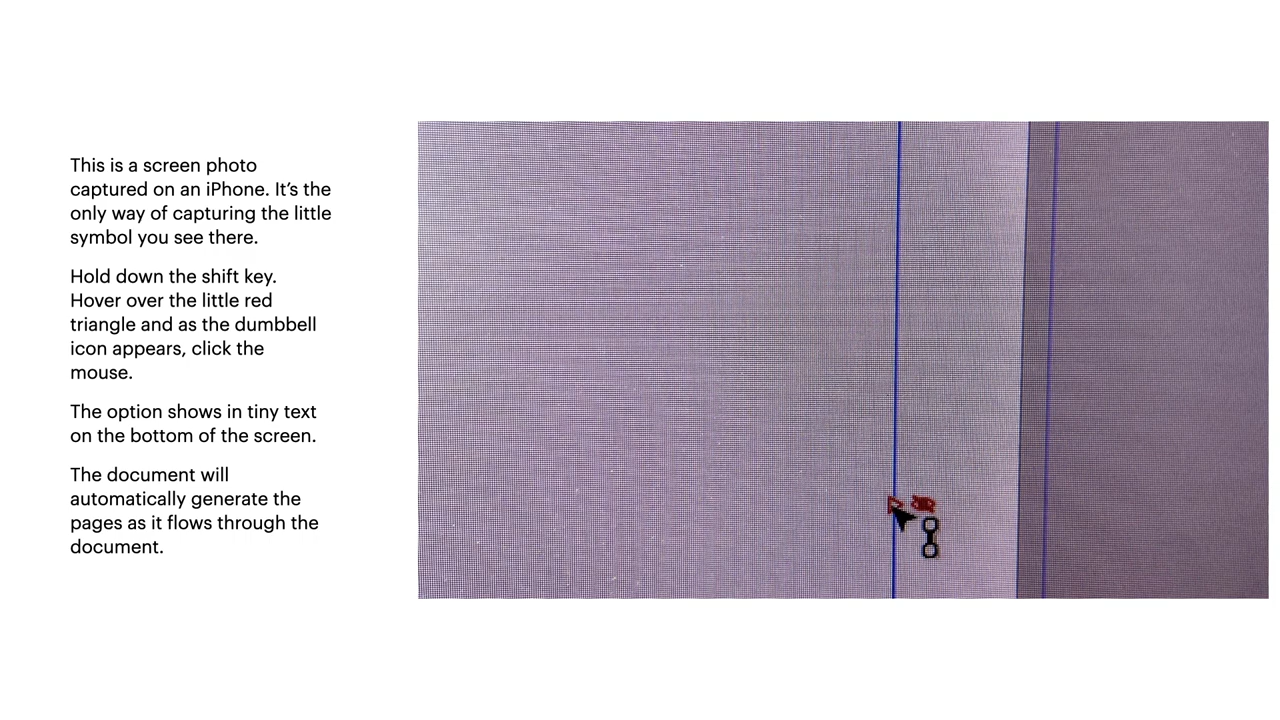 This is a screen photo
captured on an iPhone. It’s the
only way of capturing the little
symbol you see there.
Hold down the shift key.
Hover over the little red
triangle and as the dumbbell
icon appears, click the
mouse.
The option shows in tiny text
on the bottom of the screen.
The document will
automatically generate the
pages as it flows through the
document.